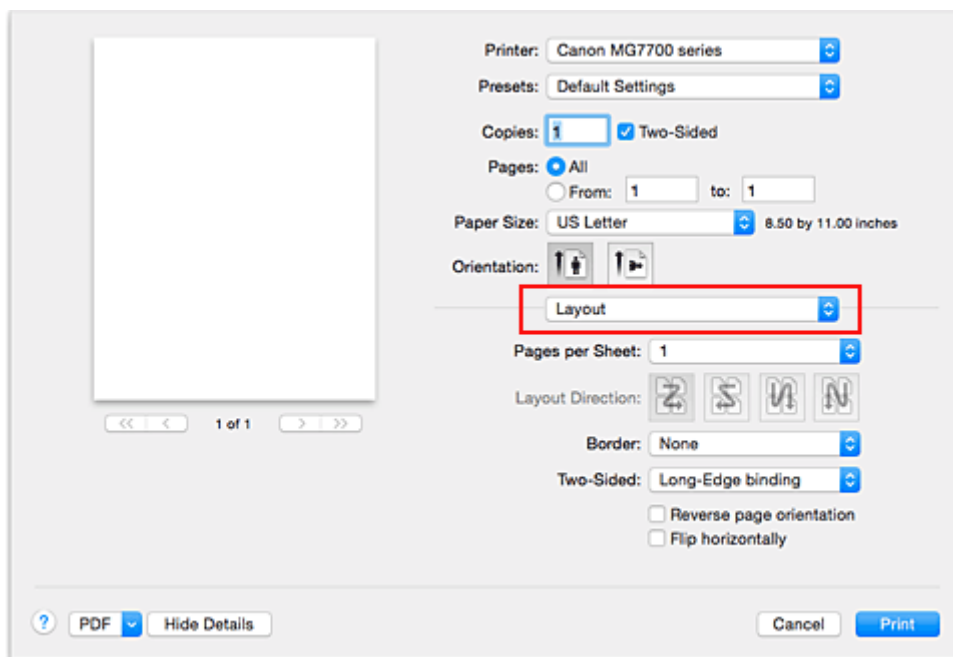 Printer: Canon MG7700 series
Presets: Default Settings
Copies: 1 Two-Sided
Pages: All
From: 1 to: 1
Paper Size: US Letter 8.50 by 11.00 inches
Orientation:
Layout
Pages per Sheet: 1
Layout Direction:
Border: None
Two-Sided: Long-Edge binding
Reverse page orientation
Flip horizontally
<< < 1 of 1 > >>
? PDF Hide Details Cancel Print